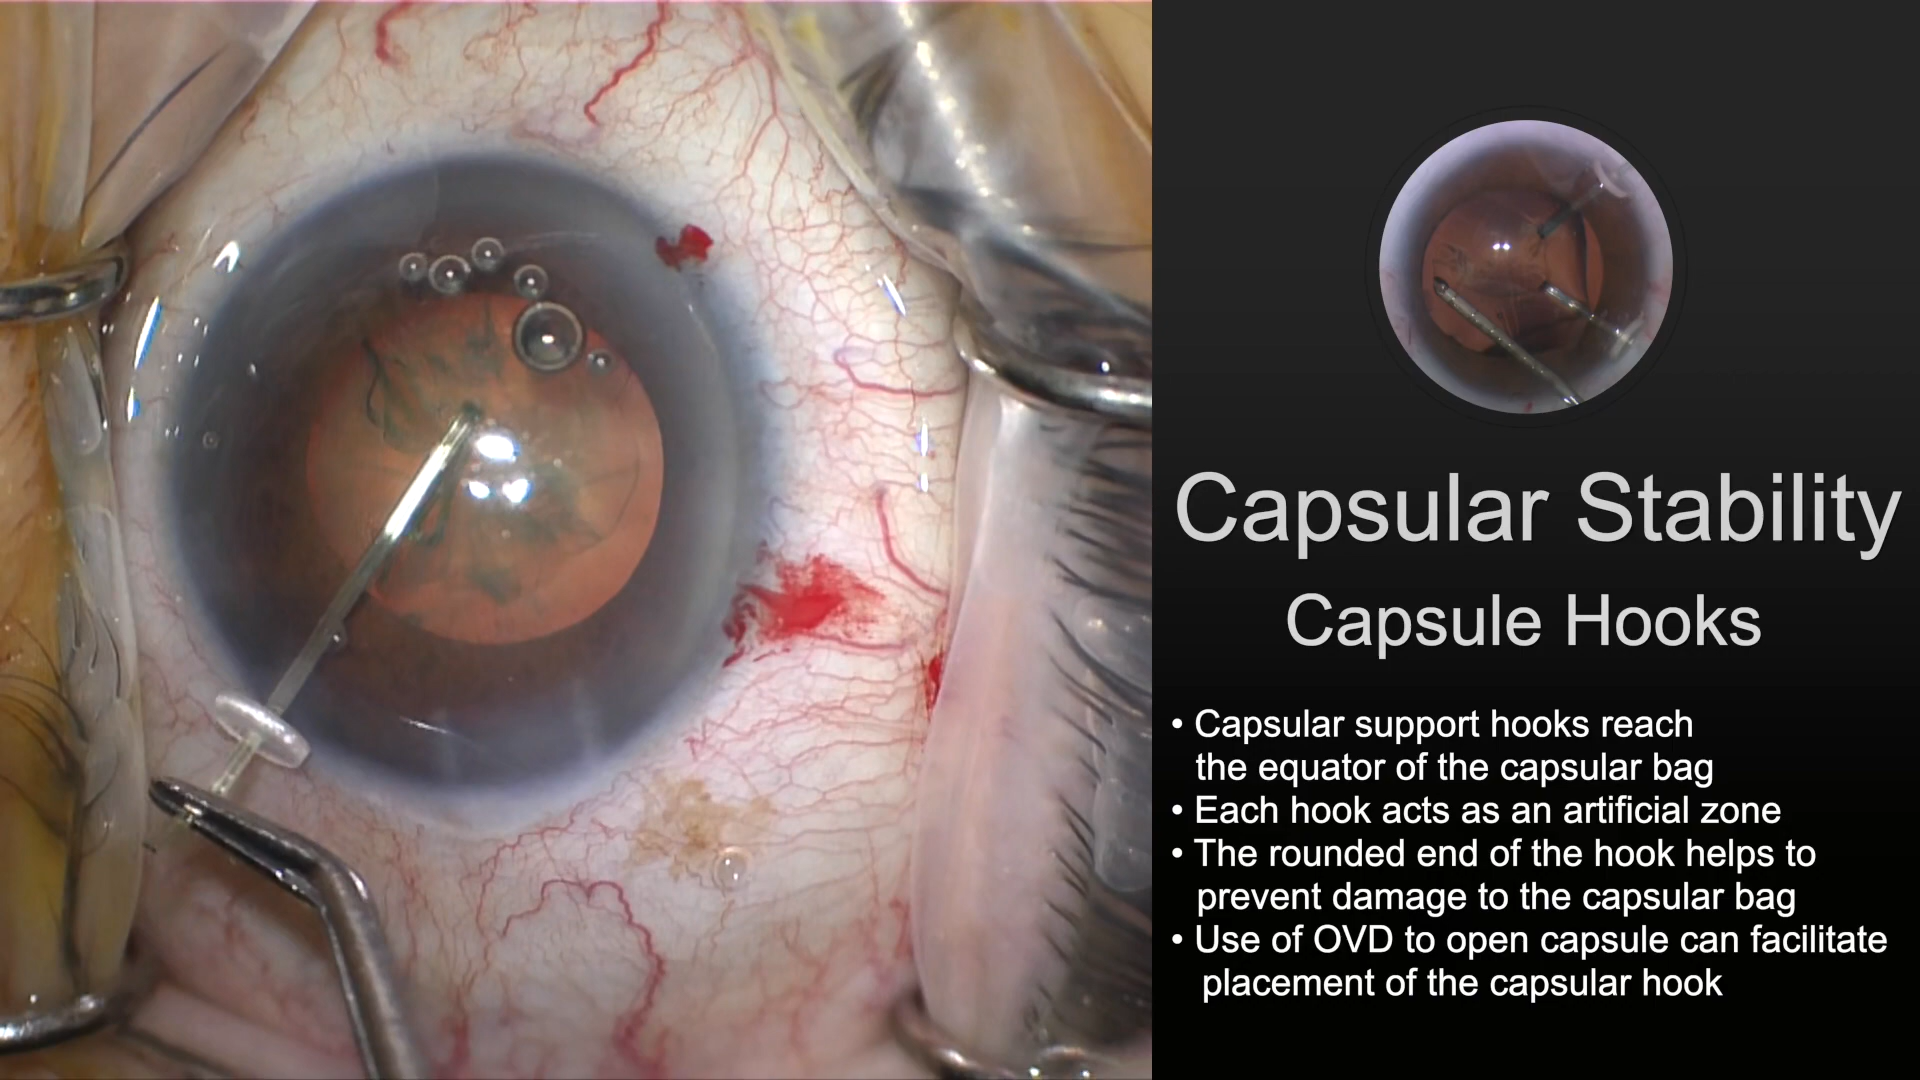 Capsular Stability
Capsule Hooks
• Capsular support hooks reach
the equator of the capsular bag
• Each hook acts as an artificial zone
• The rounded end of the hook helps to
prevent damage to the capsular bag
• Use of OVD to open capsule can facilitate
placement of the capsular hook